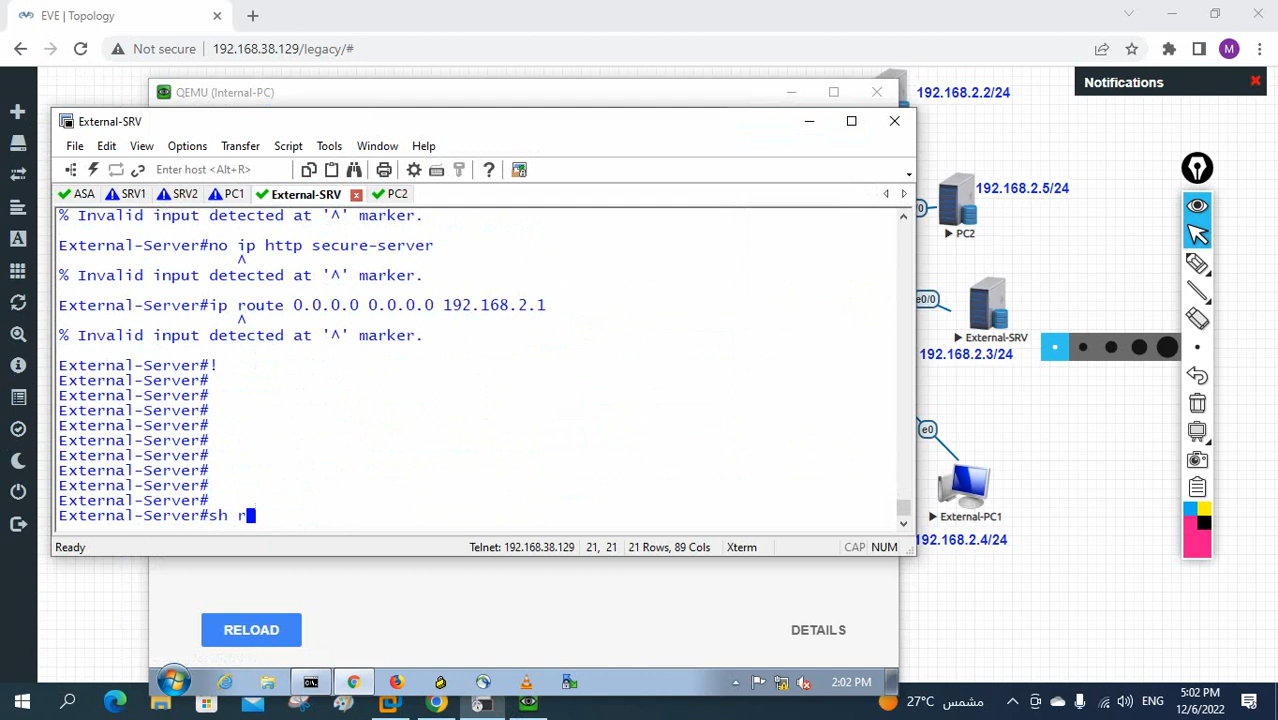 EVE | Topology
Not secure
192.168.38.129/legacy/#
M
QEMU (Internal-PC)
192.168.2.2/24
Notifications
External-SRV
File Edit View Options Transfer Script Tools Window Help
Enter host <Alt+R>
ASA SRV1 SRV2 PC1 External-SRV PC2
% Invalid input detected at '^' marker.
External-Server#no ip http secure-server
^
% Invalid input detected at '^' marker.
External-Server#ip route 0.0.0.0 0.0.0.0 192.168.2.1
^
% Invalid input detected at '^' marker.
External-Server#!
External-Server#
External-Server#
External-Server#
External-Server#
External-Server#
External-Server#
External-Server#
External-Server#
External-Server#
External-Server#sh r
Ready
Telnet: 192.168.38.129 21, 21 21 Rows, 89 Cols Xterm CAP NUM
192.168.2.5/24
PC2
e0/0
External-SRV
192.168.2.3/24
e0
External-PC1
192.168.2.4/24
RELOAD
DETAILS
2:02 PM
27°C مشمس
ENG
5:02 PM
12/6/2022